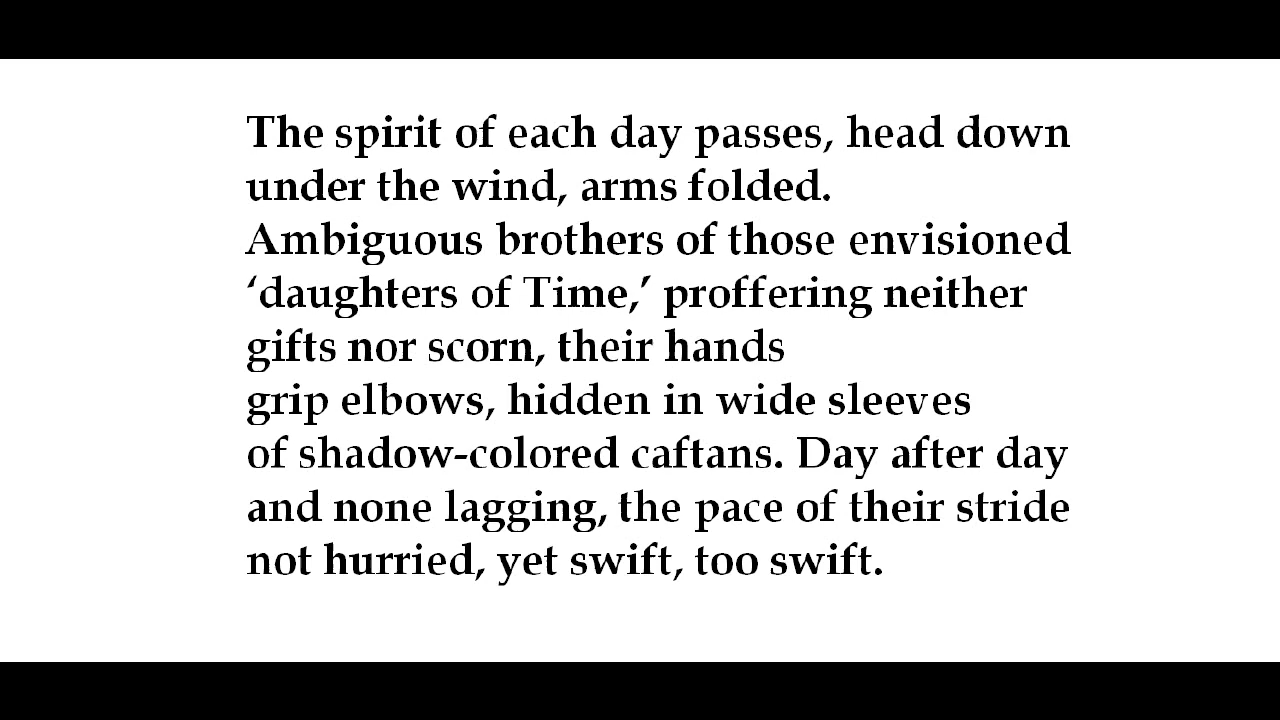 The spirit of each day passes, head down
under the wind, arms folded.
Ambiguous brothers of those envisioned
‘daughters of Time,’ proffering neither
gifts nor scorn, their hands
grip elbows, hidden in wide sleeves
of shadow-colored caftans. Day after day
and none lagging, the pace of their stride
not hurried, yet swift, too swift.